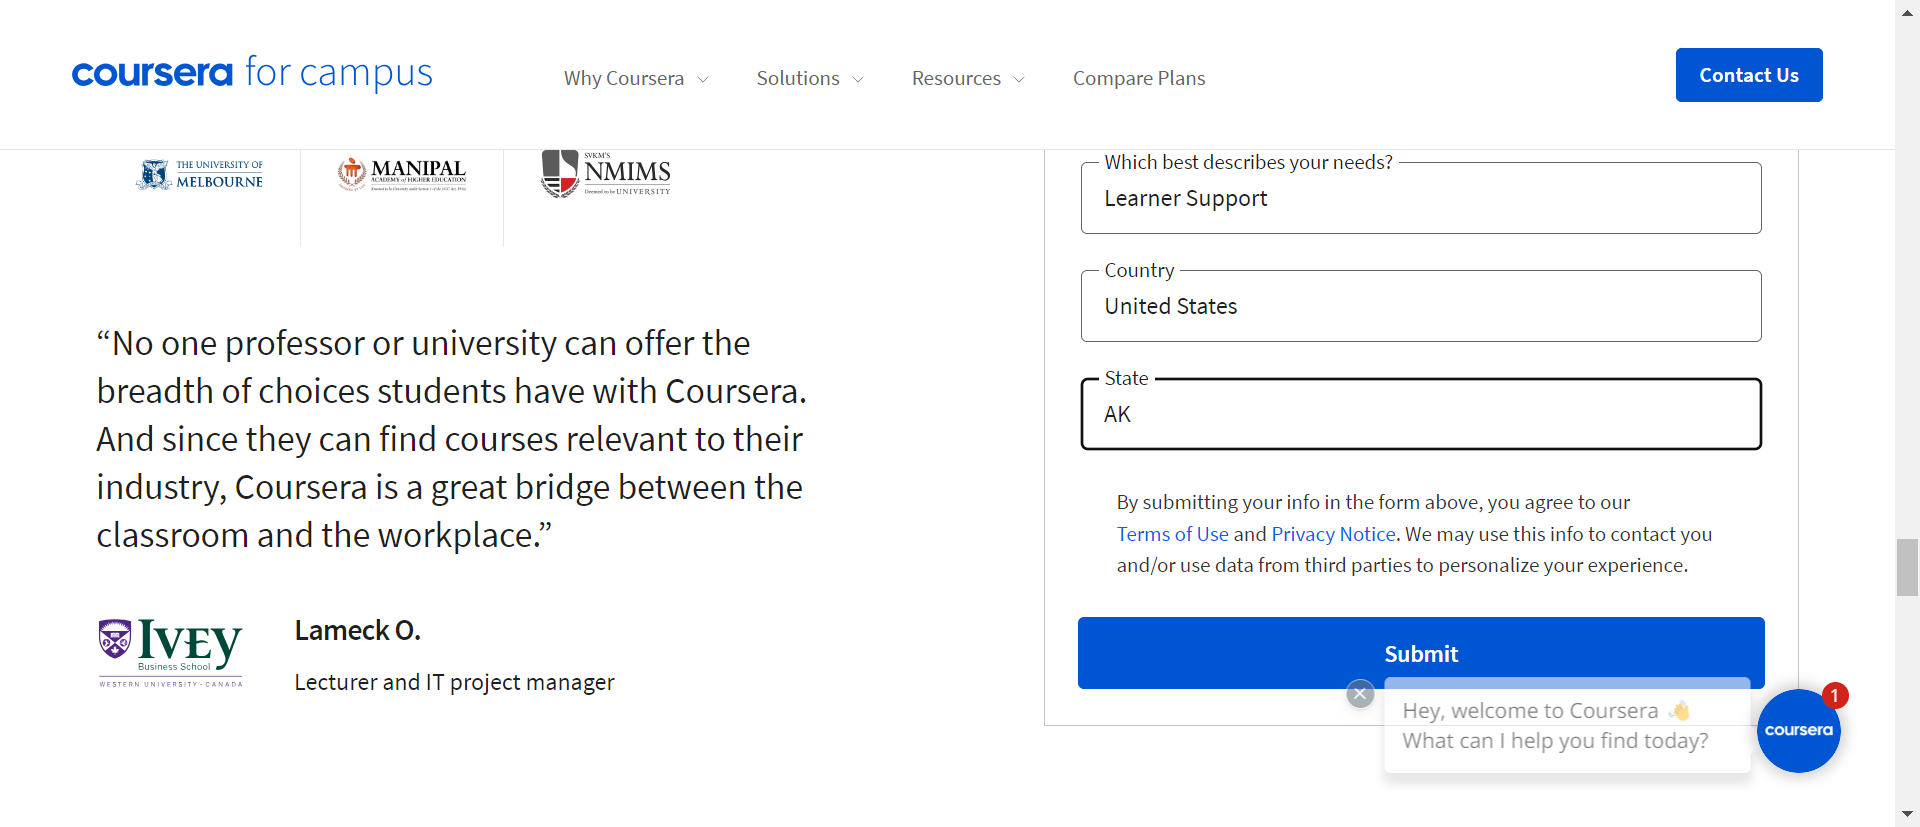 coursera for campus
Why Coursera
Solutions
Resources
Compare Plans
Contact Us
THE UNIVERSITY OF
MELBOURNE
MANIPAL
ACADEMY of HIGHER EDUCATION
SVKM'S
NMIMS
Deemed to be UNIVERSITY
“No one professor or university can offer the
breadth of choices students have with Coursera.
And since they can find courses relevant to their
industry, Coursera is a great bridge between the
classroom and the workplace.”
IVEY
Business School
WESTERN UNIVERSITY · CANADA
Lameck O.
Lecturer and IT project manager
Which best describes your needs?
Learner Support
Country
United States
State
AK
By submitting your info in the form above, you agree to our
Terms of Use and Privacy Notice. We may use this info to contact you
and/or use data from third parties to personalize your experience.
Submit
Hey, welcome to Coursera 👋
What can I help you find today?
coursera
1